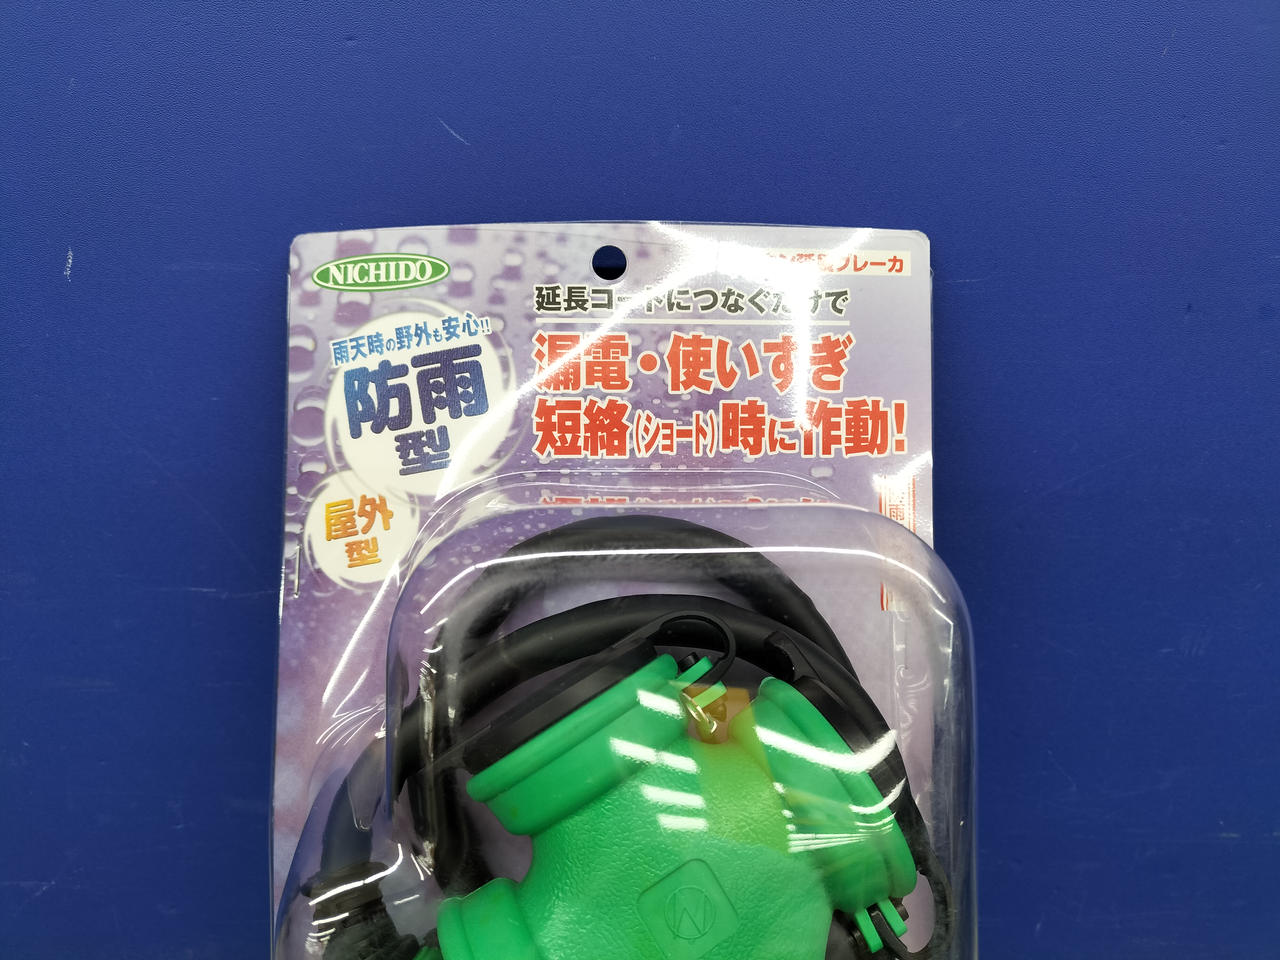 NICHIDO
ブレーカ
雨天時の野外も安心!!
防雨
型
屋外
型
延長コードにつなぐだけで
漏電・使いすぎ
短絡(ショート)時に作動!
雨